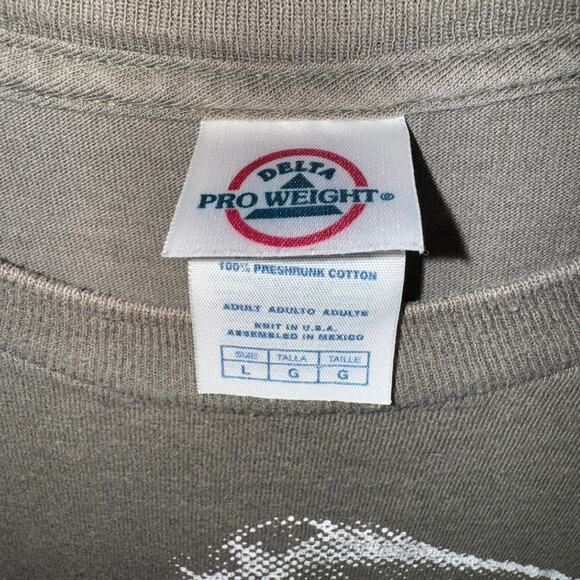 DELTA
PRO WEIGHT®
100% PRESHRUNK COTTON
ADULT ADULTO ADULTE
KNIT IN U.S.A.
ASSEMBLED IN MEXICO
SIZE TALLA TAILLE
L G G